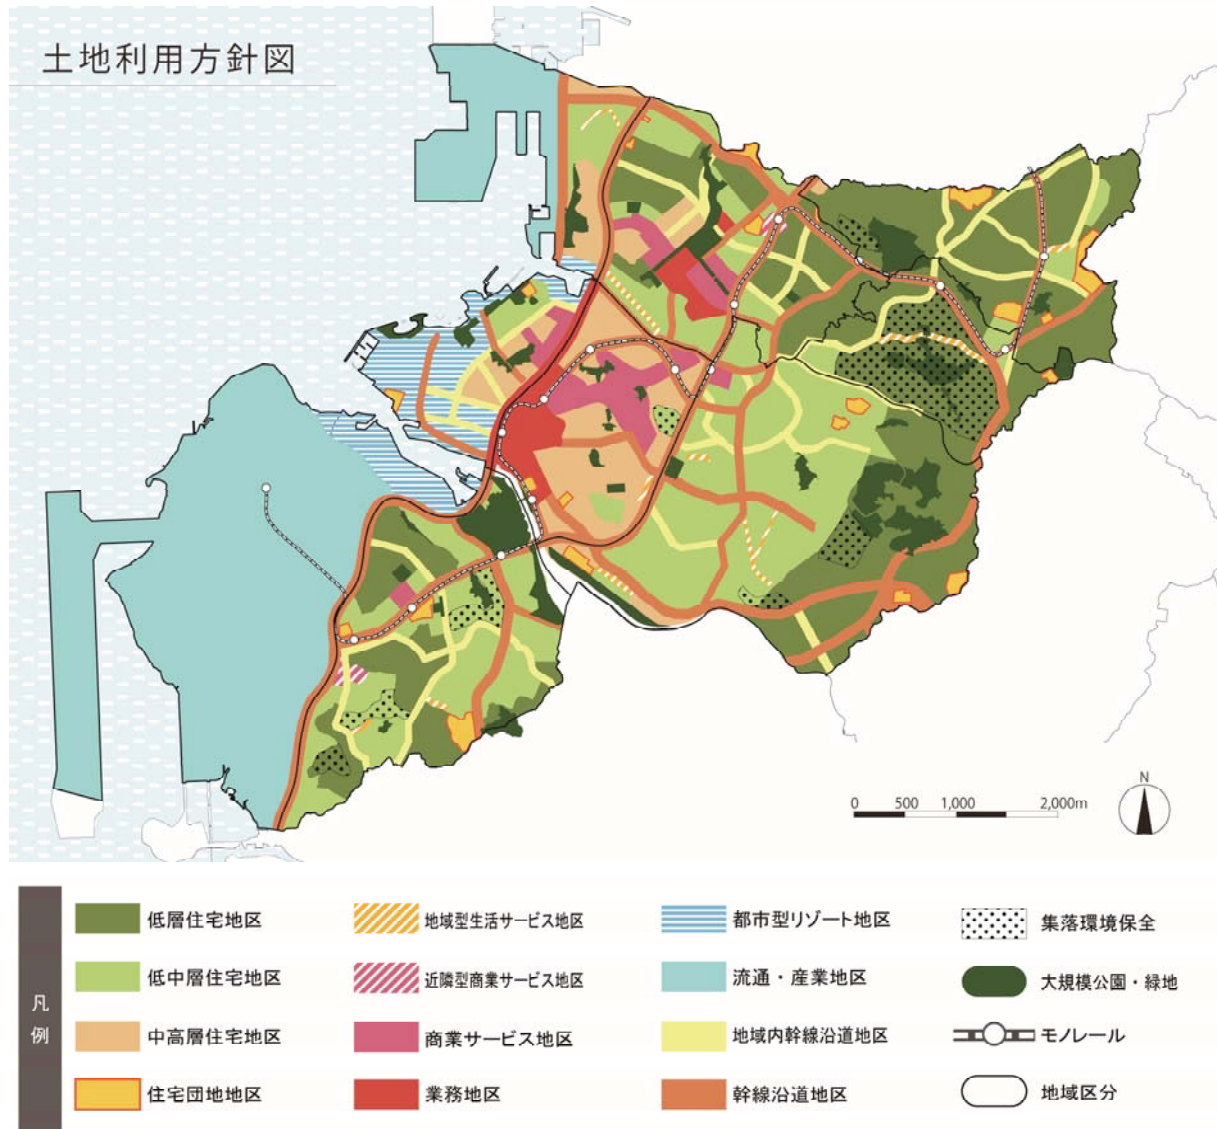 土地利用方針図
N
0 500 1,000 2,000m
凡例
低層住宅地区
地域型生活サービス地区
都市型リゾート地区
集落環境保全
低中層住宅地区
近隣型商業サービス地区
流通・産業地区
大規模公園・緑地
中高層住宅地区
商業サービス地区
地域内幹線沿道地区
モノレール
住宅団地地区
業務地区
幹線沿道地区
地域区分